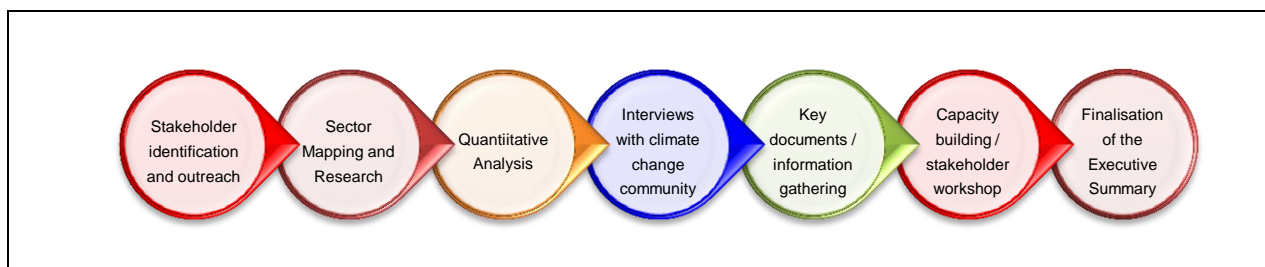 Stakeholder
identification
and outreach
Sector
Mapping and
Research
Quantiitative
Analysis
Interviews
with climate
change
community
Key
documents /
information
gathering
Capacity
building /
stakeholder
workshop
Finalisation
of the
Executive
Summary